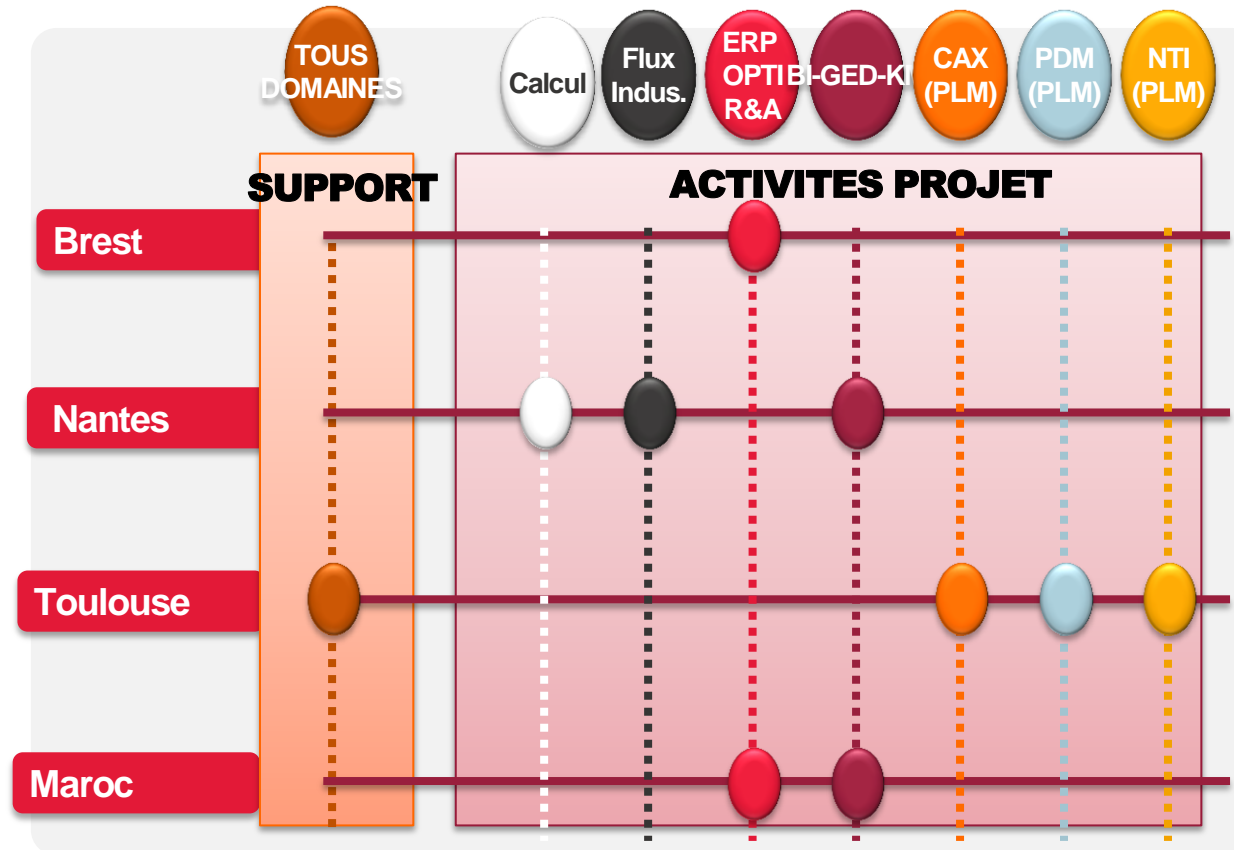 TOUS
DOMAINES
Calcul
Flux
Indus.
ERP
OPTI
R&A
BI-GED-KI
CAX
(PLM)
PDM
(PLM)
NTI
(PLM)
SUPPORT
ACTIVITES PROJET
Brest
Nantes
Toulouse
Maroc